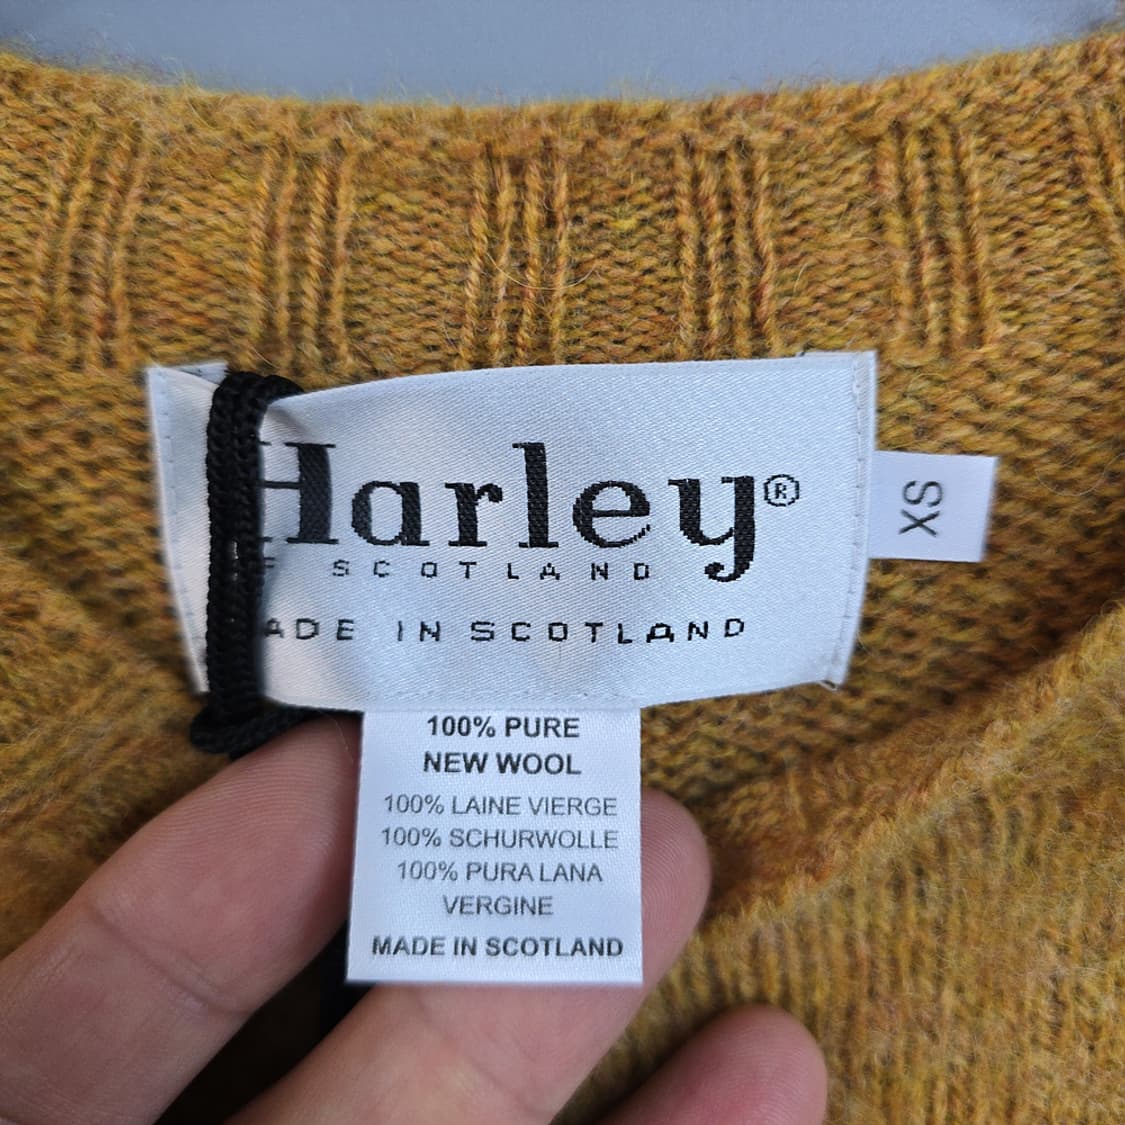 Harley®
F SCOTLAND
ADE IN SCOTLAND
XS
100% PURE
NEW WOOL
100% LAINE VIERGE
100% SCHURWOLLE
100% PURA LANA
VERGINE
MADE IN SCOTLAND